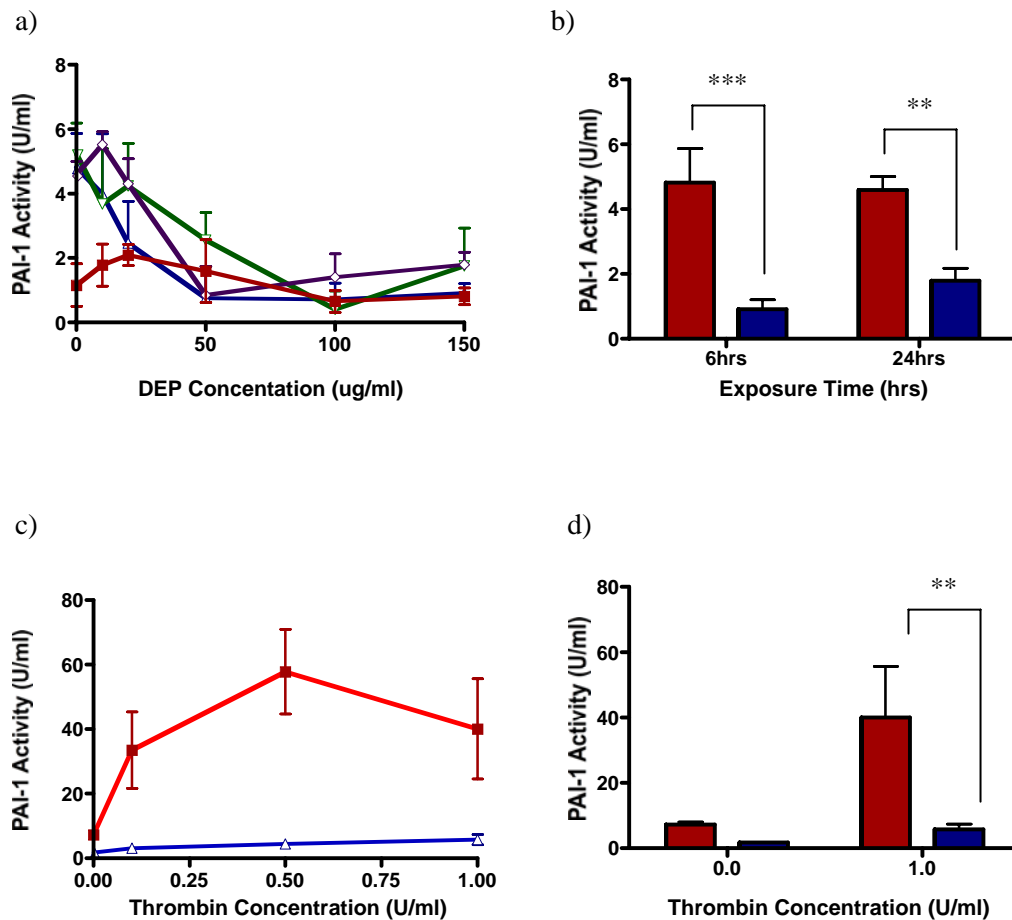 a)
PAI-1 Activity (U/ml)
8
6
4
2
0
0 50 100 150
DEP Concentation (ug/ml)
b)
PAI-1 Activity (U/ml)
8
6
4
2
0
***
**
6hrs 24hrs
Exposure Time (hrs)
c)
PAI-1 Activity (U/ml)
80
60
40
20
0
0.00 0.25 0.50 0.75 1.00
Thrombin Concentration (U/ml)
d)
PAI-1 Activity (U/ml)
80
60
40
20
0
**
0.0 1.0
Thrombin Concentration (U/ml)